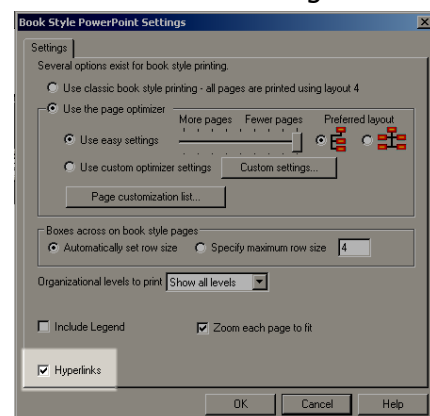 Book Style PowerPoint Settings
Settings
Several options exist for book style printing.
Use classic book style printing - all pages are printed using layout 4
Use the page optimizer
More pages Fewer pages Preferred layout
Use easy settings
Use custom optimizer settings Custom settings...
Page customization list...
Boxes across on book style pages
Automatically set row size Specify maximum row size 4
Organizational levels to print Show all levels
Include Legend Zoom each page to fit
Hyperlinks
OK Cancel Help